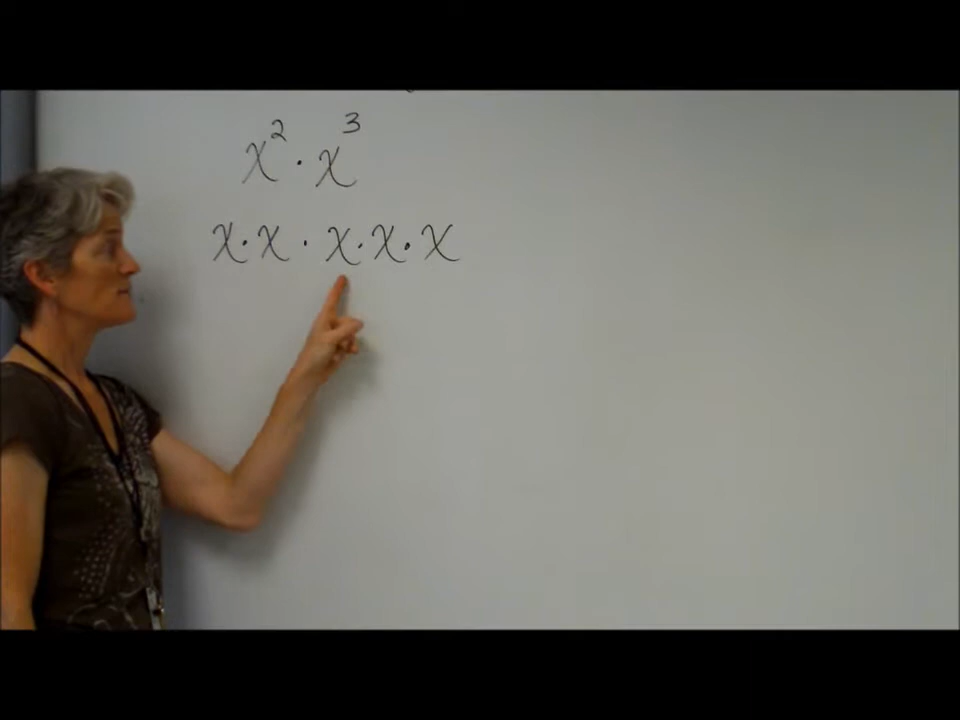 x² · x³
x · x · x · x · x